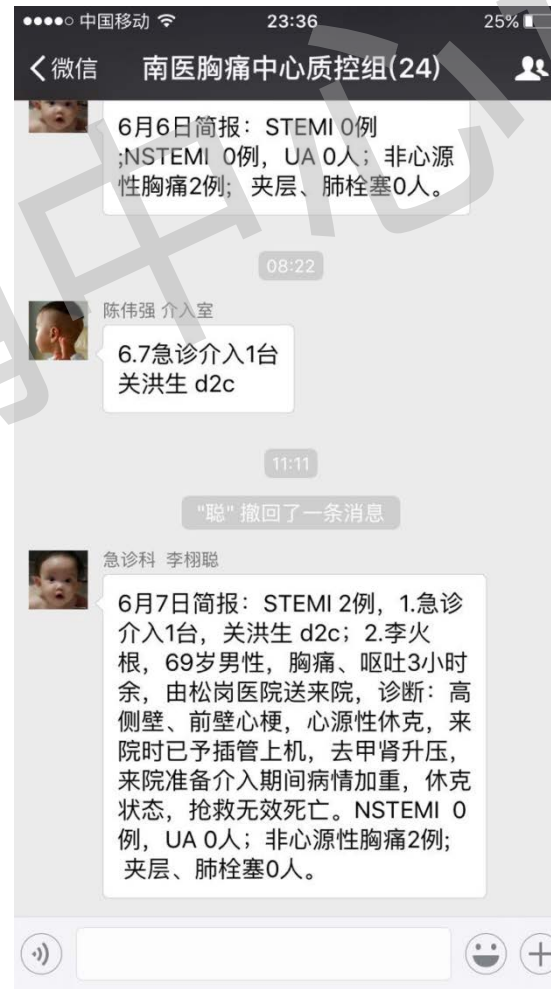 中国移动 23:36 25%
微信 南医胸痛中心质控组(24)
6月6日简报：STEMI 0例
;NSTEMI 0例，UA 0人；非心源
性胸痛2例；夹层、肺栓塞0人。
08:22
陈伟强 介入室
6.7急诊介入1台
关洪生 d2c
11:11
"聪" 撤回了一条消息
急诊科 李栩聪
6月7日简报：STEMI 2例，1.急诊
介入1台，关洪生 d2c；2.李火
根，69岁男性，胸痛、呕吐3小时
余，由松岗医院送来院，诊断：高
侧壁、前壁心梗，心源性休克，来
院时已予插管上机，去甲肾升压，
来院准备介入期间病情加重，休克
状态，抢救无效死亡。NSTEMI 0
例，UA 0人；非心源性胸痛2例;
夹层、肺栓塞0人。